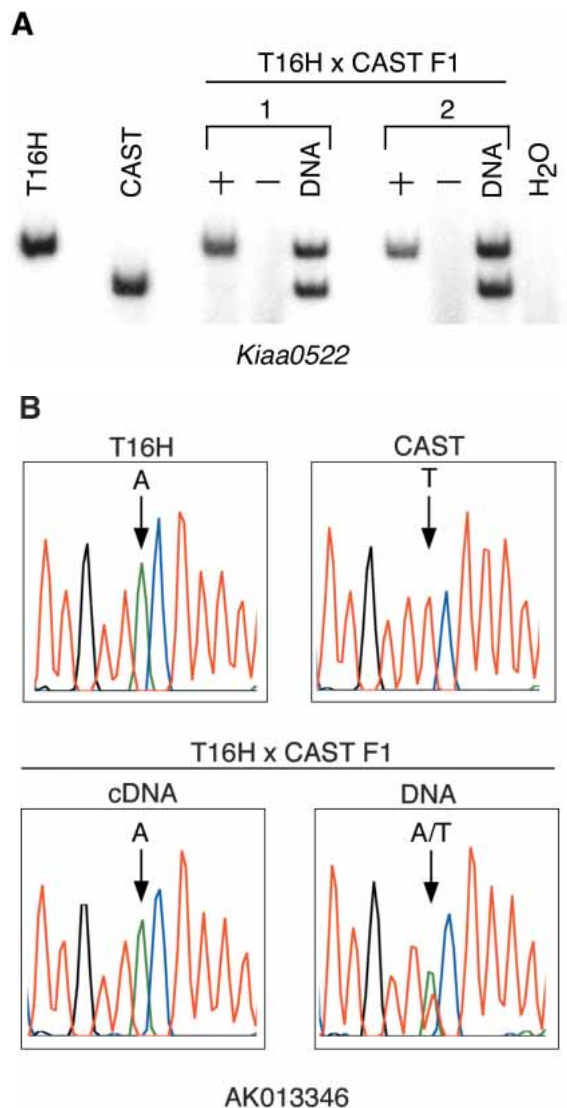 A
T16H x CAST F1
1 2
T16H CAST + − DNA + − DNA H2O
Kiaa0522
B
T16H CAST
A T
T16H x CAST F1
cDNA DNA
A A/T
AK013346